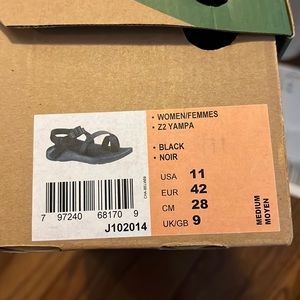 • WOMEN/FEMMES
• Z2 YAMPA
• BLACK
• NOIR
USA 11
EUR 42
CM 28
UK/GB 9
MEDIUM
MOYEN
7 97240 68170 9
J102014